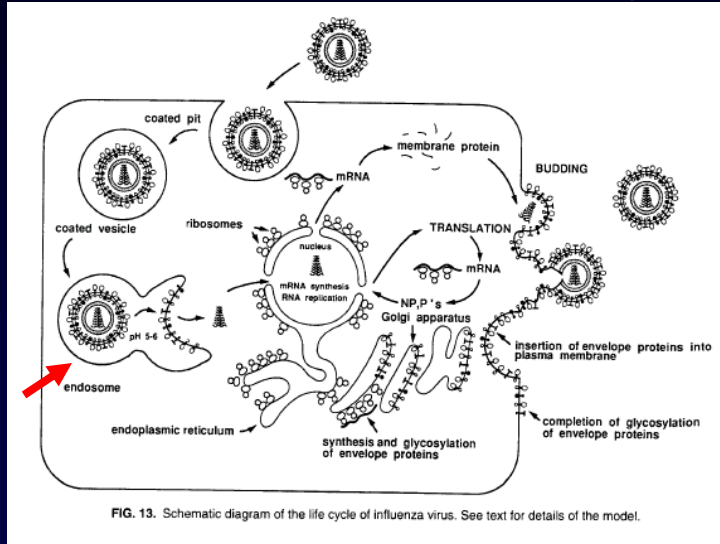 coated pit
membrane protein
mRNA
BUDDING
coated vesicle
ribosomes
TRANSLATION
nucleus
mRNA
mRNA synthesis
RNA replication
NP,P's
Golgi apparatus
pH 5-6
insertion of envelope proteins into
plasma membrane
endosome
completion of glycosylation
of envelope proteins
endoplasmic reticulum
synthesis and glycosylation
of envelope proteins
FIG. 13. Schematic diagram of the life cycle of influenza virus. See text for details of the model.